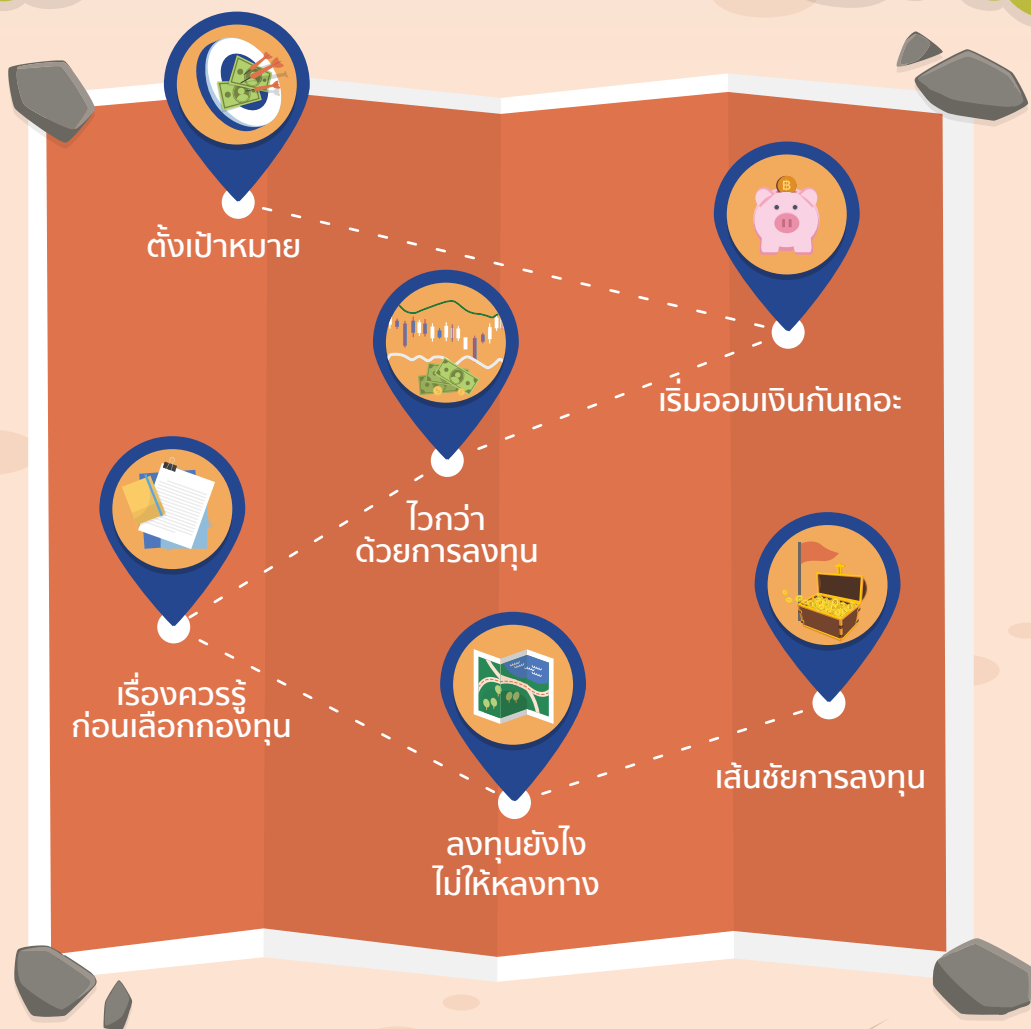 ตั้งเป้าหมาย
เริ่มออมเงินกันเถอะ
ไวกว่า
ด้วยการลงทุน
เรื่องควรรู้
ก่อนเลือกกองทุน
ลงทุนยังไง
ไม่ให้หลงทาง
เส้นชัยการลงทุน